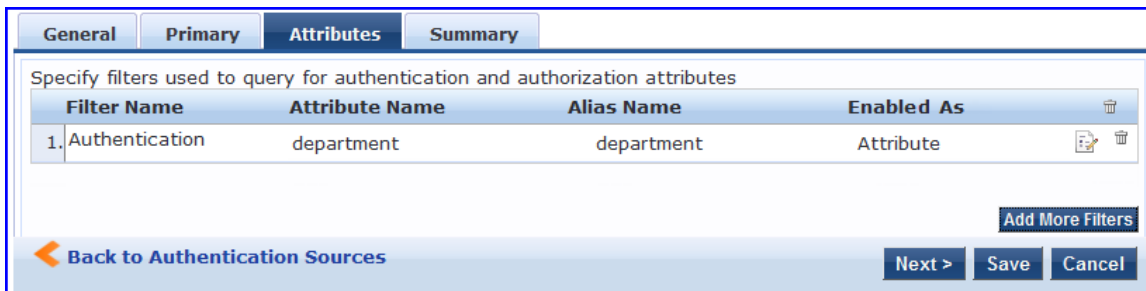 General Primary Attributes Summary
Specify filters used to query for authentication and authorization attributes
Filter Name Attribute Name Alias Name Enabled As
1. Authentication department department Attribute
Add More Filters
Back to Authentication Sources Next > Save Cancel